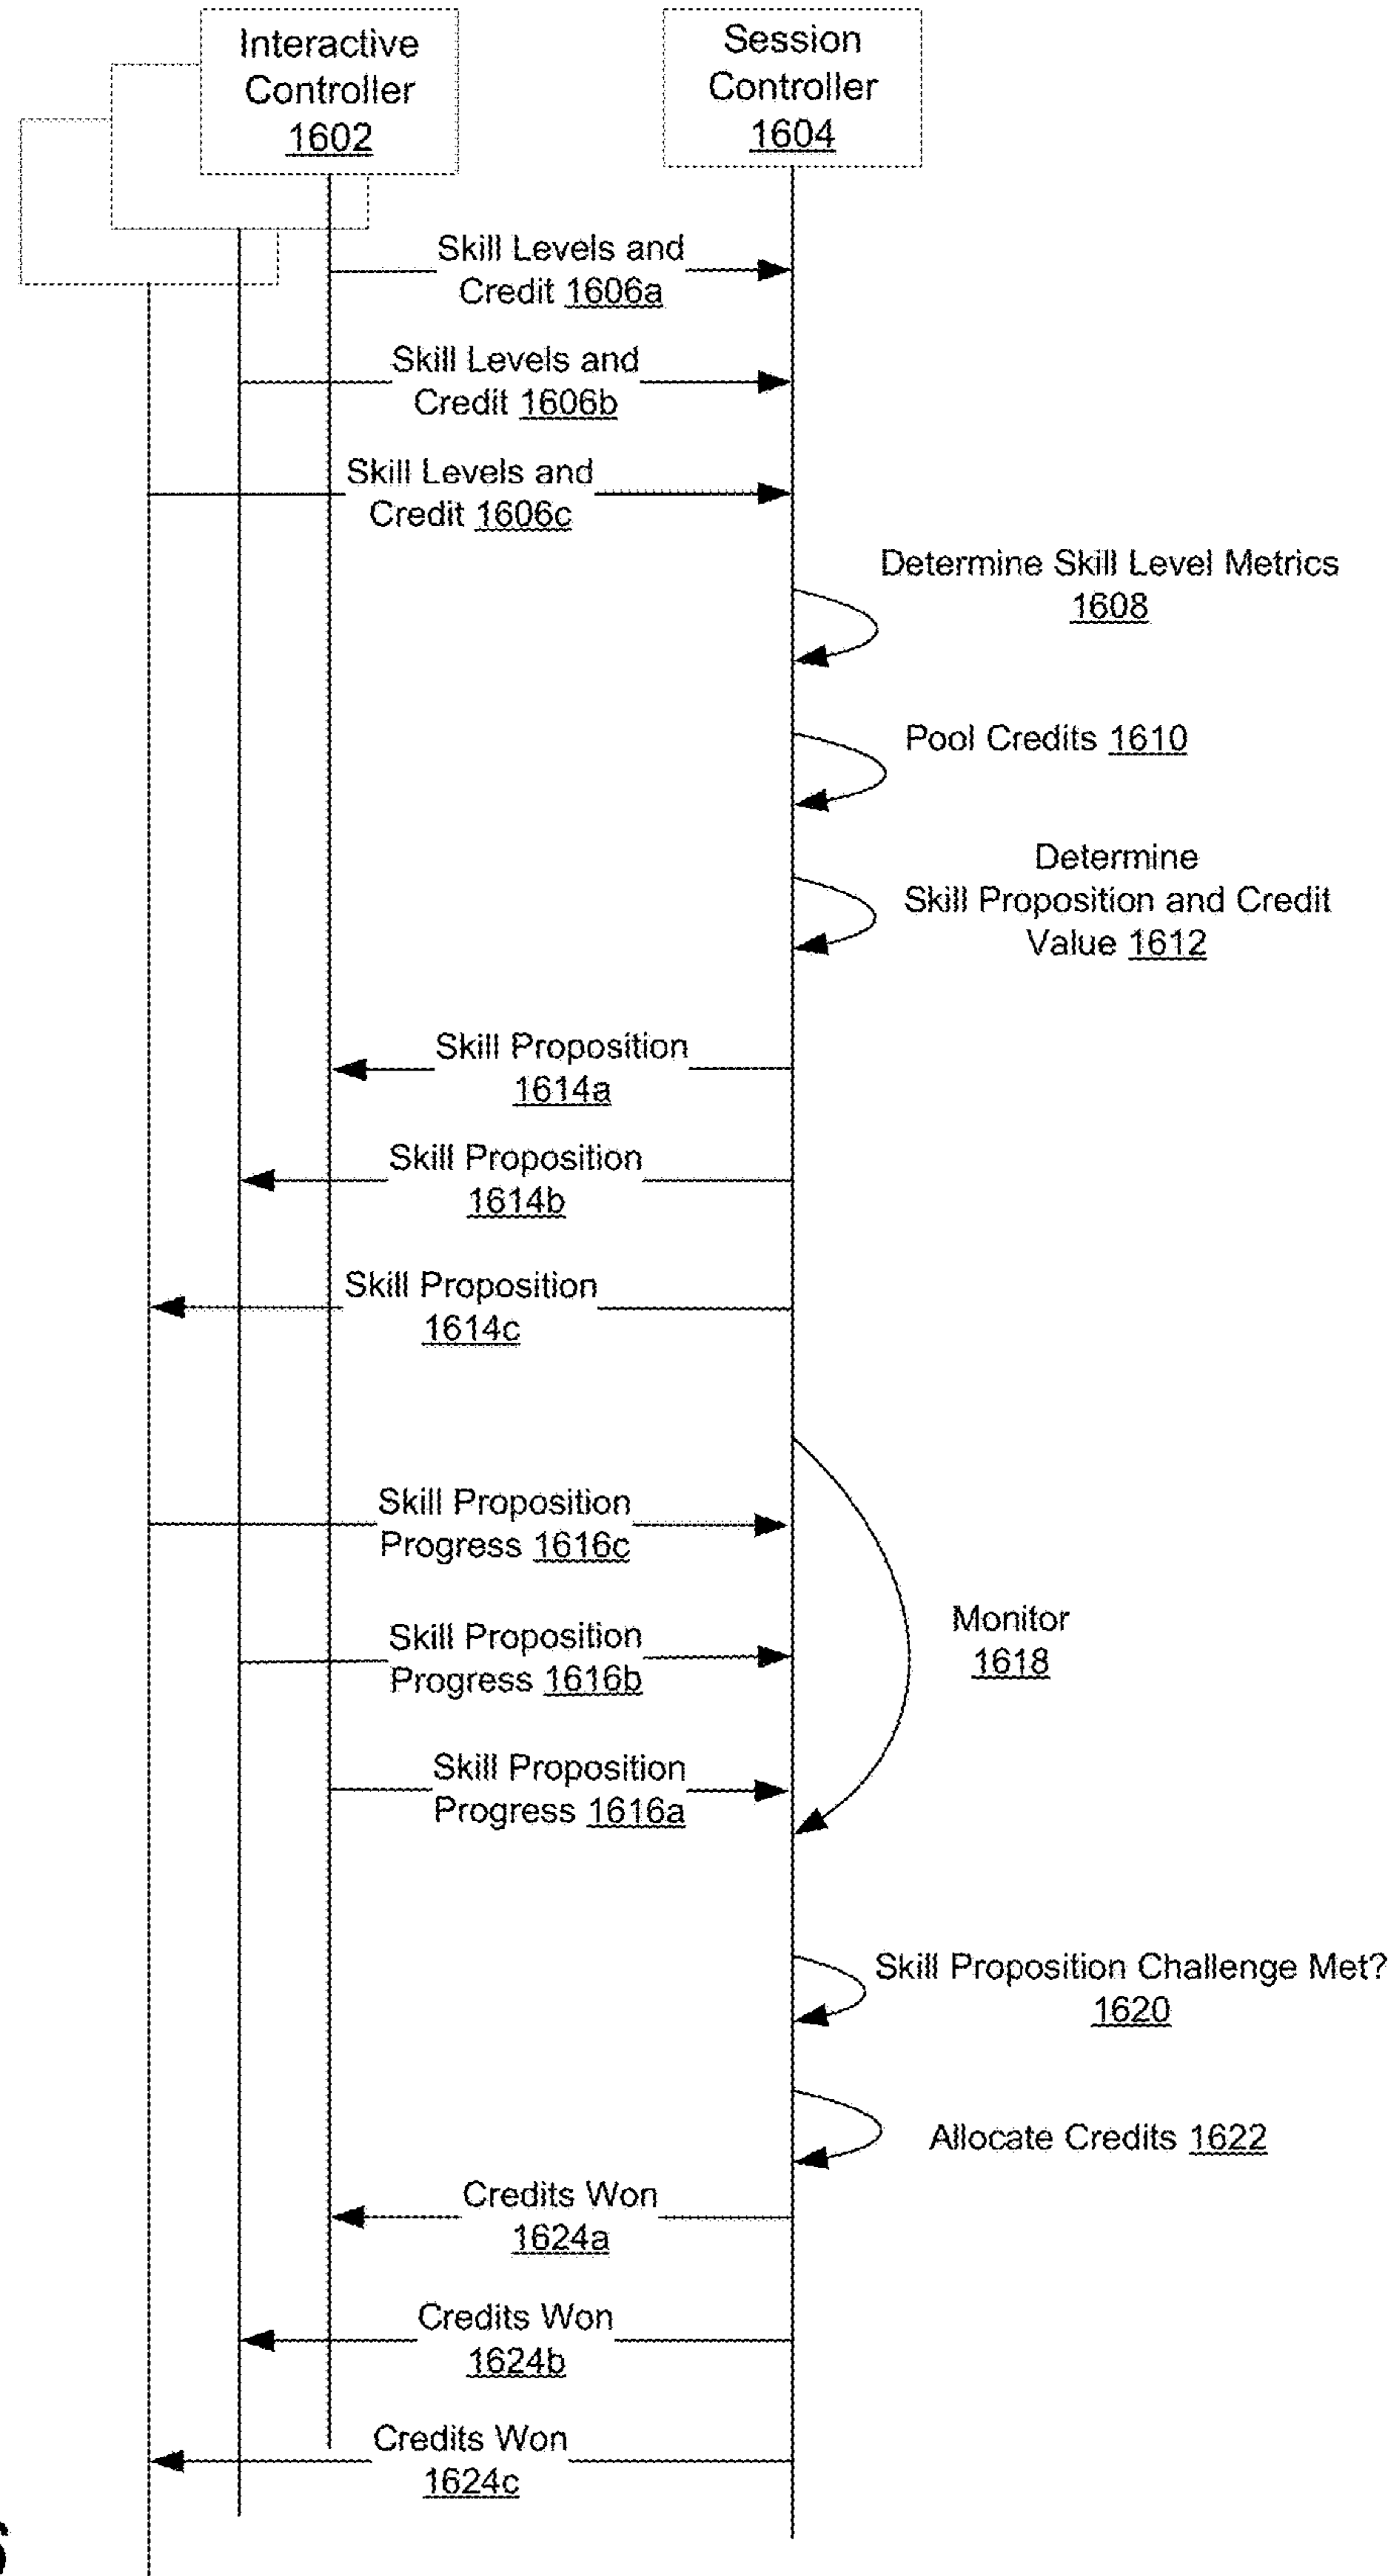 Interactive
Controller
1602
Session
Controller
1604
Skill Levels and
Credit 1606a
Skill Levels and
Credit 1606b
Skill Levels and
Credit 1606c
Determine Skill Level Metrics
1608
Pool Credits 1610
Determine
Skill Proposition and Credit
Value 1612
Skill Proposition
1614a
Skill Proposition
1614b
Skill Proposition
1614c
Skill Proposition
Progress 1616c
Skill Proposition
Progress 1616b
Monitor
1618
Skill Proposition
Progress 1616a
Skill Proposition Challenge Met?
1620
Allocate Credits 1622
Credits Won
1624a
Credits Won
1624b
Credits Won
1624c